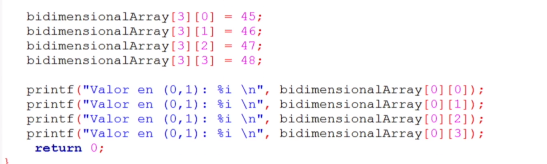 bidimensionalArray[3][0] = 45;
bidimensionalArray[3][1] = 46;
bidimensionalArray[3][2] = 47;
bidimensionalArray[3][3] = 48;
printf("Valor en (0,1): %i \n", bidimensionalArray[0][0]);
printf("Valor en (0,1): %i \n", bidimensionalArray[0][1]);
printf("Valor en (0,1): %i \n", bidimensionalArray[0][2]);
printf("Valor en (0,1): %i \n", bidimensionalArray[0][3]);
return 0;
}